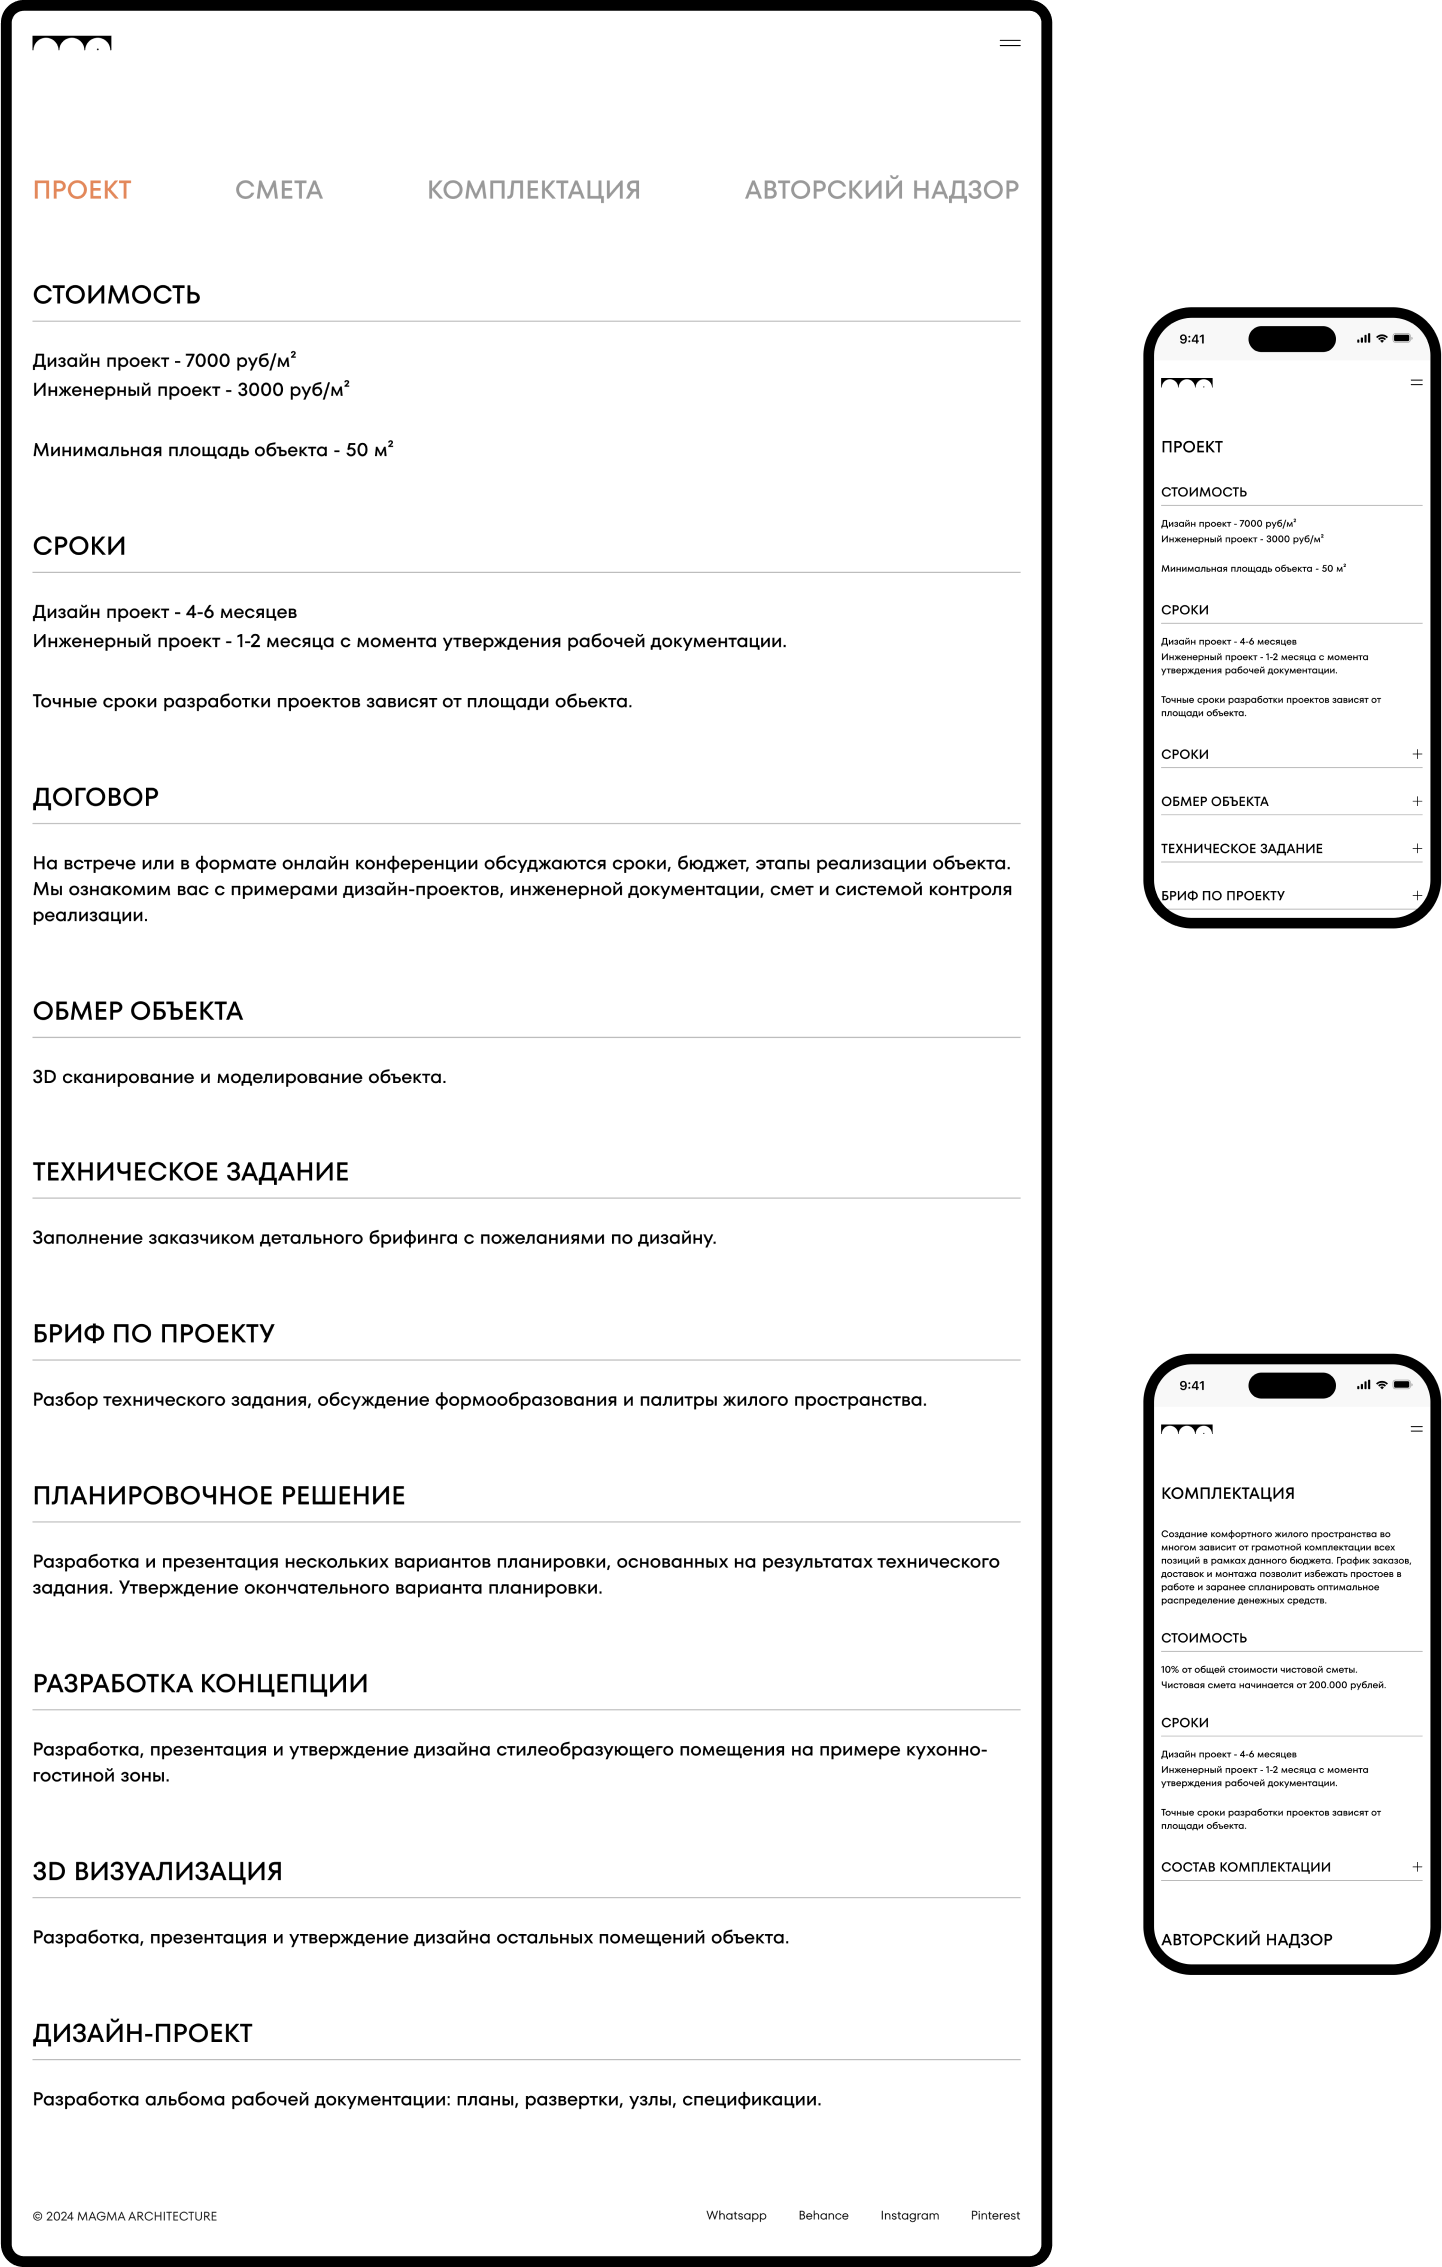 ПРОЕКТ СМЕТА КОМПЛЕКТАЦИЯ АВТОРСКИЙ НАДЗОР
СТОИМОСТЬ
Дизайн проект - 7000 руб/м²
Инженерный проект - 3000 руб/м²
Минимальная площадь объекта - 50 м²
СРОКИ
Дизайн проект - 4-6 месяцев
Инженерный проект - 1-2 месяца с момента утверждения рабочей документации.
Точные сроки разработки проектов зависят от площади обьекта.
ДОГОВОР
На встрече или в формате онлайн конференции обсуджаются сроки, бюджет, этапы реализации объекта.
Мы ознакомим вас с примерами дизайн-проектов, инженерной документации, смет и системой контроля
реализации.
ОБМЕР ОБЪЕКТА
3D сканирование и моделирование объекта.
ТЕХНИЧЕСКОЕ ЗАДАНИЕ
Заполнение заказчиком детального брифинга с пожеланиями по дизайну.
БРИФ ПО ПРОЕКТУ
Разбор технического задания, обсуждение формообразования и палитры жилого пространства.
ПЛАНИРОВОЧНОЕ РЕШЕНИЕ
Разработка и презентация нескольких вариантов планировки, основанных на результатах технического
задания. Утверждение окончательного варианта планировки.
РАЗРАБОТКА КОНЦЕПЦИИ
Разработка, презентация и утверждение дизайна стилеобразующего помещения на примере кухонно-
гостиной зоны.
3D ВИЗУАЛИЗАЦИЯ
Разработка, презентация и утверждение дизайна остальных помещений объекта.
ДИЗАЙН-ПРОЕКТ
Разработка альбома рабочей документации: планы, развертки, узлы, спецификации.
© 2024 MAGMA ARCHITECTURE Whatsapp Behance Instagram Pinterest
9:41
ПРОЕКТ
СТОИМОСТЬ
Дизайн проект - 7000 руб/м²
Инженерный проект - 3000 руб/м²
Минимальная площадь объекта - 50 м²
СРОКИ
Дизайн проект - 4-6 месяцев
Инженерный проект - 1-2 месяца с момента
утверждения рабочей документации.
Точные сроки разработки проектов зависят от
площади объекта.
СРОКИ +
ОБМЕР ОБЪЕКТА +
ТЕХНИЧЕСКОЕ ЗАДАНИЕ +
БРИФ ПО ПРОЕКТУ +
9:41
КОМПЛЕКТАЦИЯ
Создание комфортного жилого пространства во
многом зависит от грамотной комплектации всех
позиций в рамках данного бюджета. График заказов,
доставок и монтажа позволит избежать простоев в
работе и заранее спланировать оптимальное
распределение денежных средств.
СТОИМОСТЬ
10% от общей стоимости чистовой сметы.
Чистовая смета начинается от 200.000 рублей.
СРОКИ
Дизайн проект - 4-6 месяцев
Инженерный проект - 1-2 месяца с момента
утверждения рабочей документации.
Точные сроки разработки проектов зависят от
площади объекта.
СОСТАВ КОМПЛЕКТАЦИИ +
АВТОРСКИЙ НАДЗОР